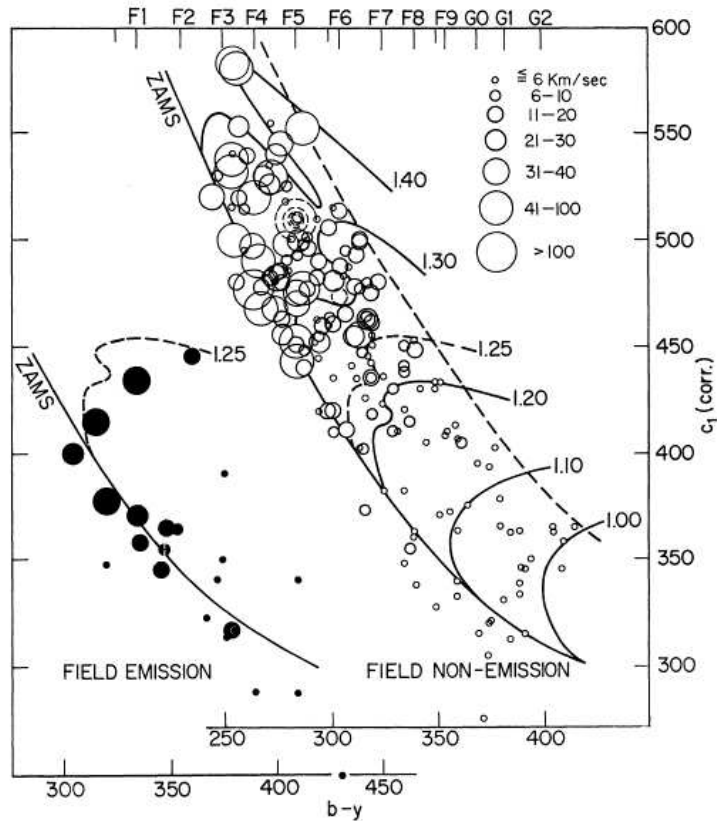 F1 F2 F3 F4 F5 F6 F7 F8 F9 G0 G1 G2
600
≤ 6 Km/sec
6-10
11-20
21-30
31-40
41-100
>100
ZAMS
550
1.40
500
1.30
450
1.25
1.25
ZAMS
1.20
c₁ (corr.)
400
1.10
350
1.00
300
FIELD EMISSION
FIELD NON-EMISSION
250 300 350 400
300 350 400 450
b-y